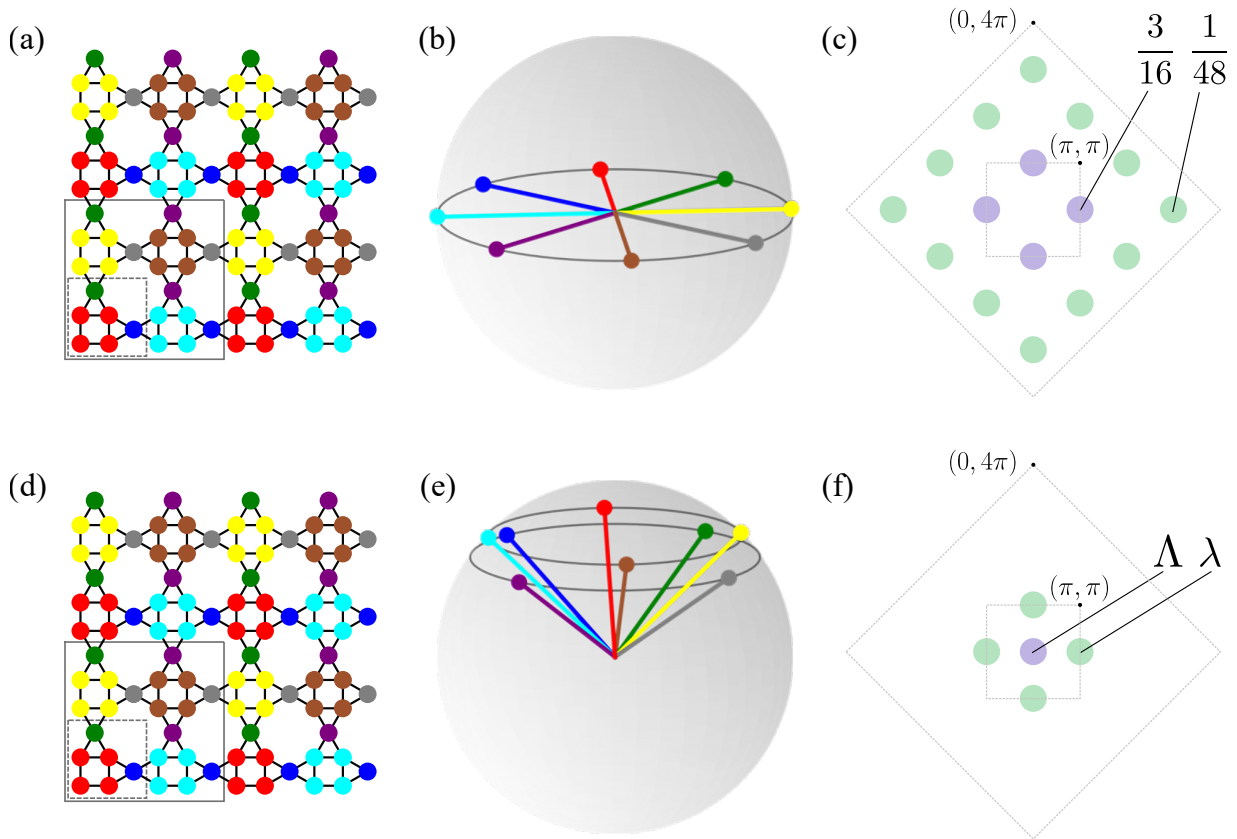 (a)
(b)
(c)
(0, 4π)
3/16
1/48
(π, π)
(d)
(e)
(f)
(0, 4π)
Λ λ
(π, π)